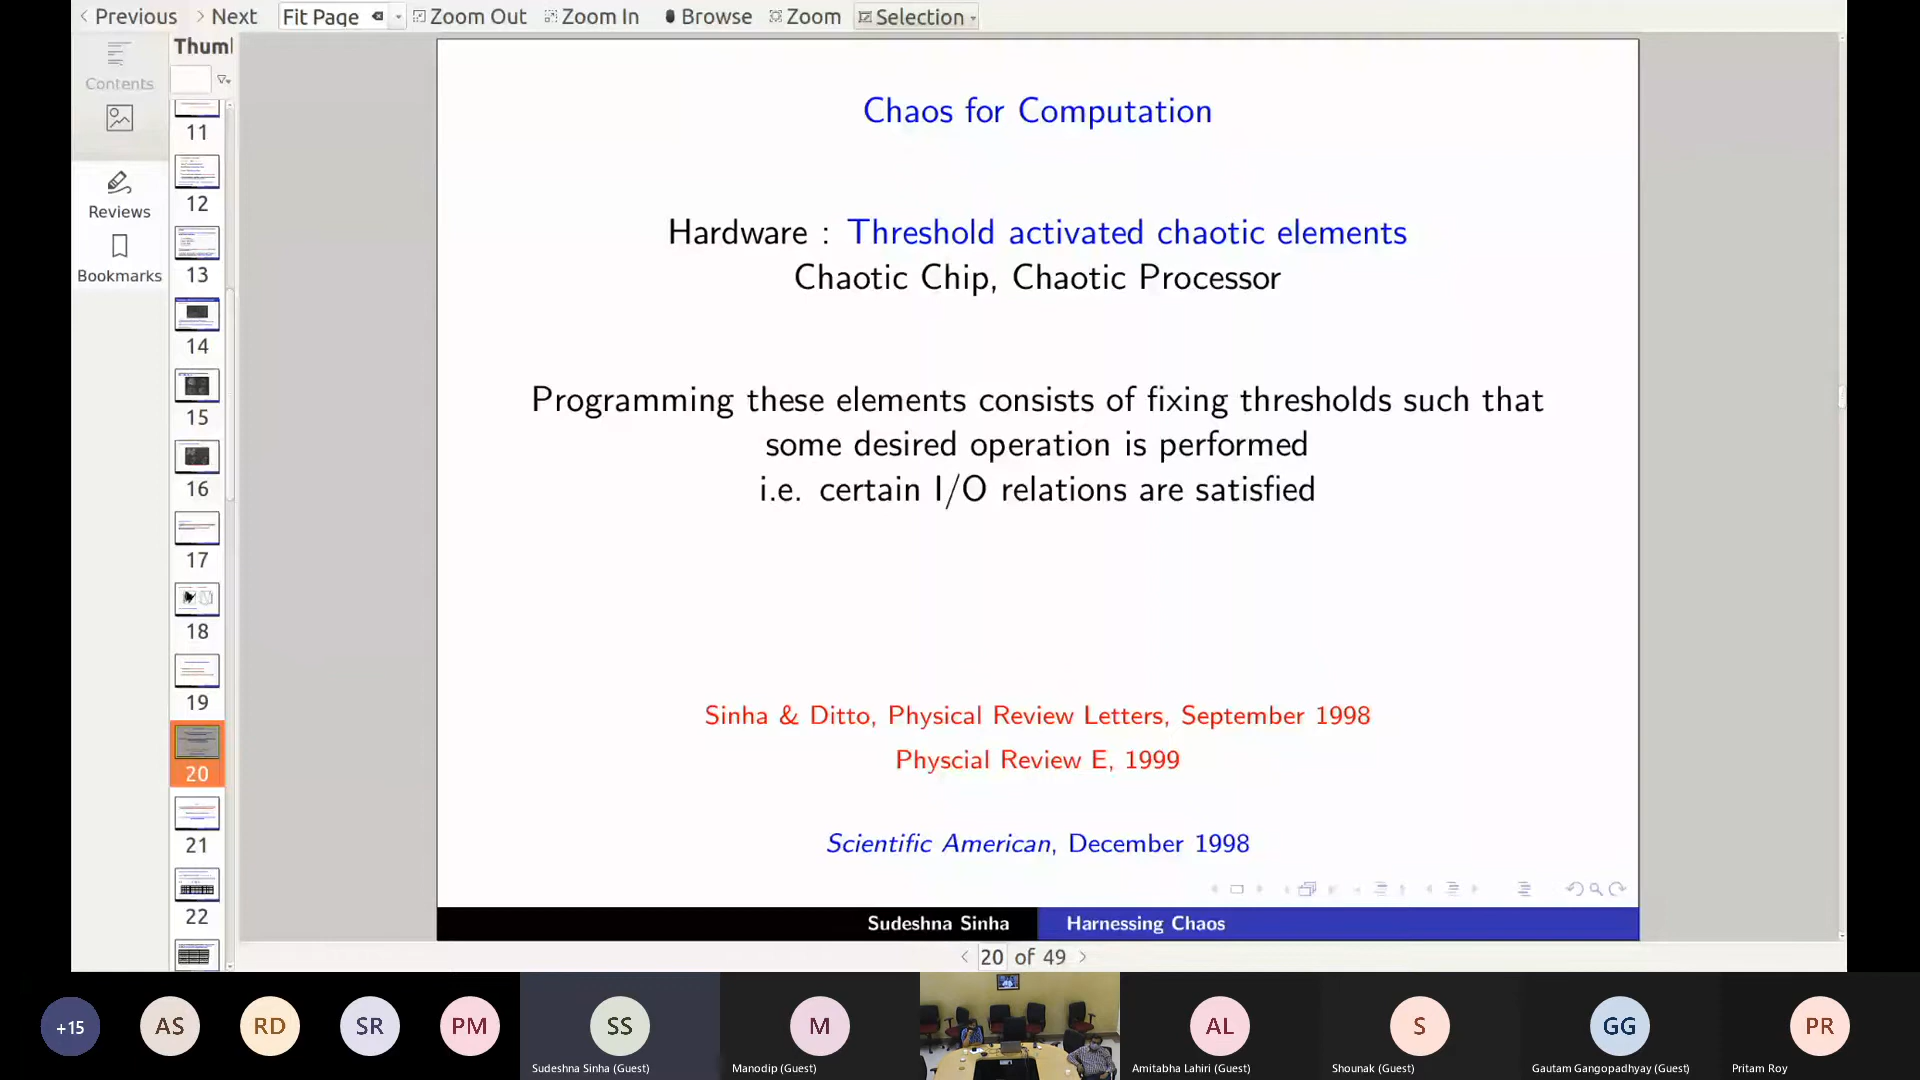 Previous Next Fit Page Zoom Out Zoom In Browse Zoom Selection
Contents
Reviews
Bookmarks
11
12
13
14
15
16
17
18
19
20
21
22
Chaos for Computation
Hardware : Threshold activated chaotic elements
Chaotic Chip, Chaotic Processor
Programming these elements consists of fixing thresholds such that
some desired operation is performed
i.e. certain I/O relations are satisfied
Sinha & Ditto, Physical Review Letters, September 1998
Physcial Review E, 1999
Scientific American, December 1998
Sudeshna Sinha Harnessing Chaos
20 of 49
+15 AS RD SR PM SS M AL S GG PR
Sudeshna Sinha (Guest) Manodip (Guest) Amitabha Lahiri (Guest) Shounak (Guest) Gautam Gangopadhyay (Guest) Pritam Roy